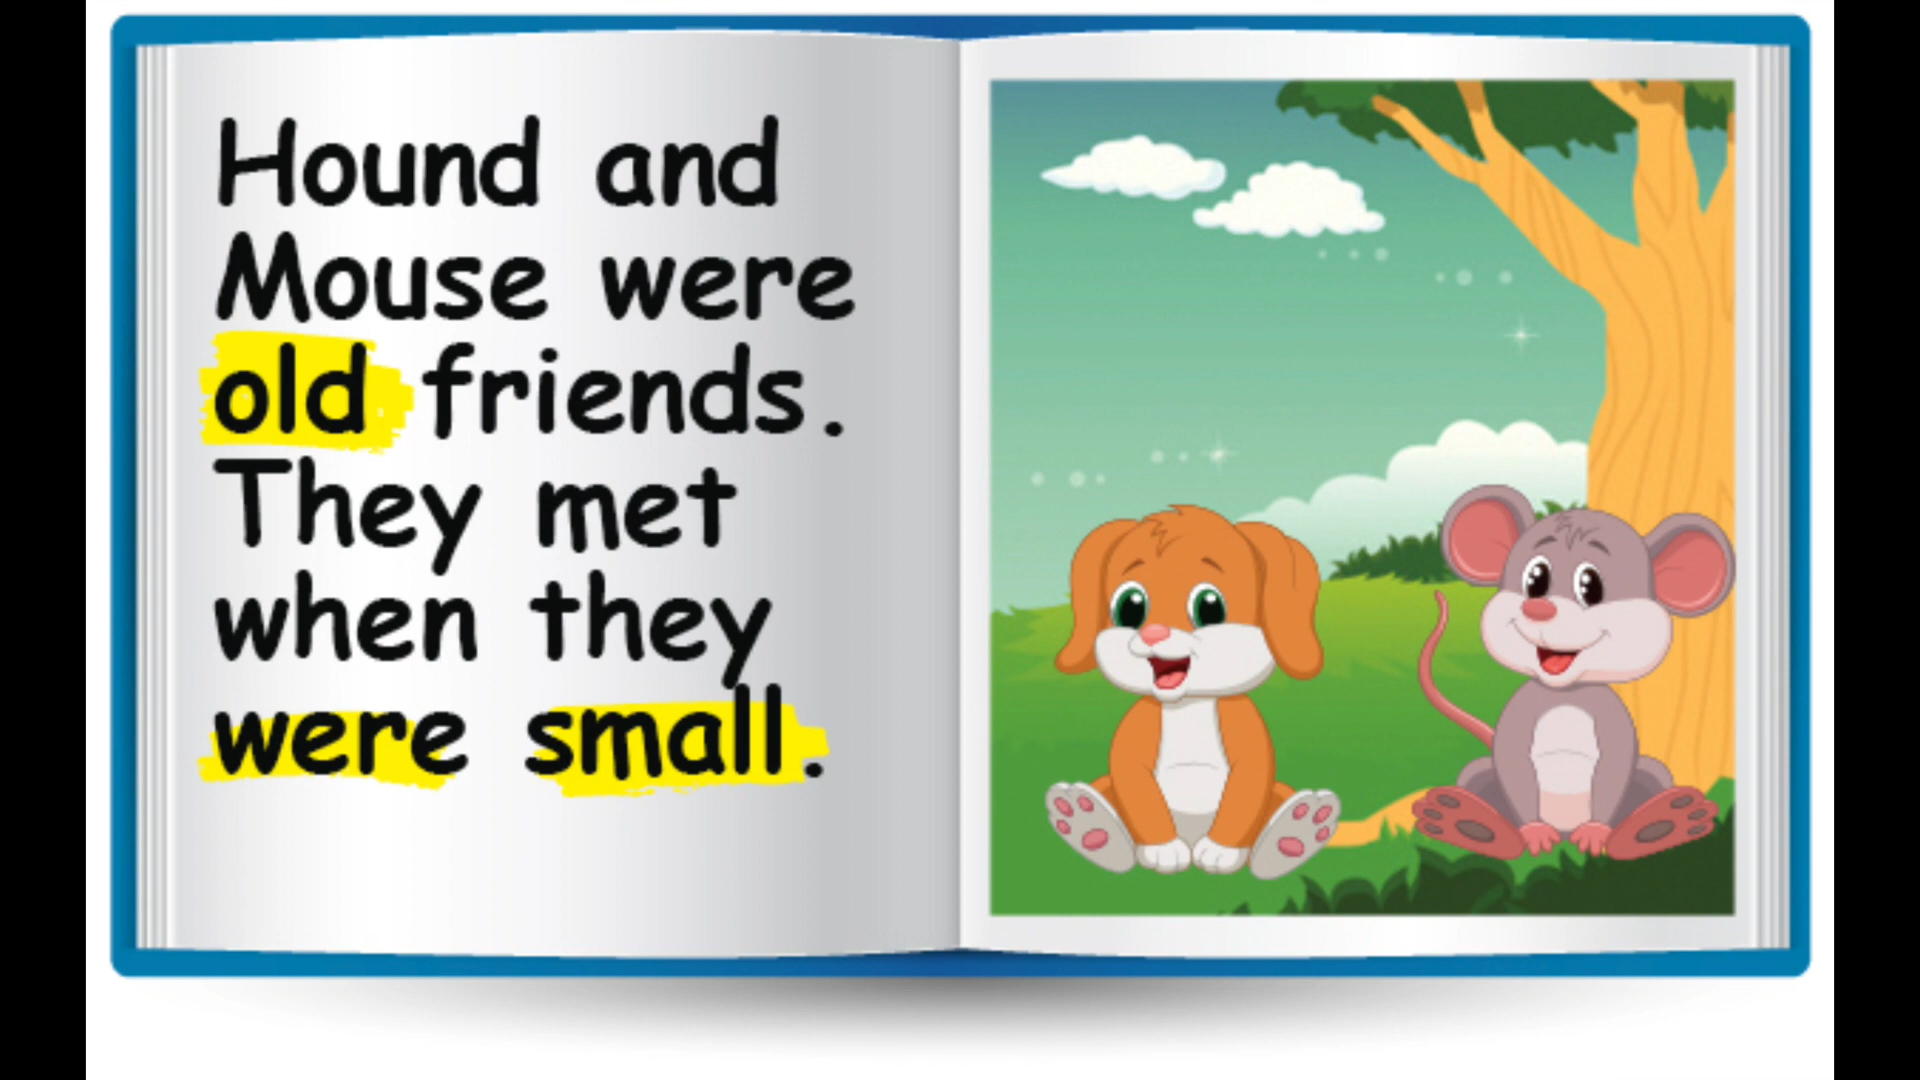 Hound and
Mouse were
old friends.
They met
when they
were small.